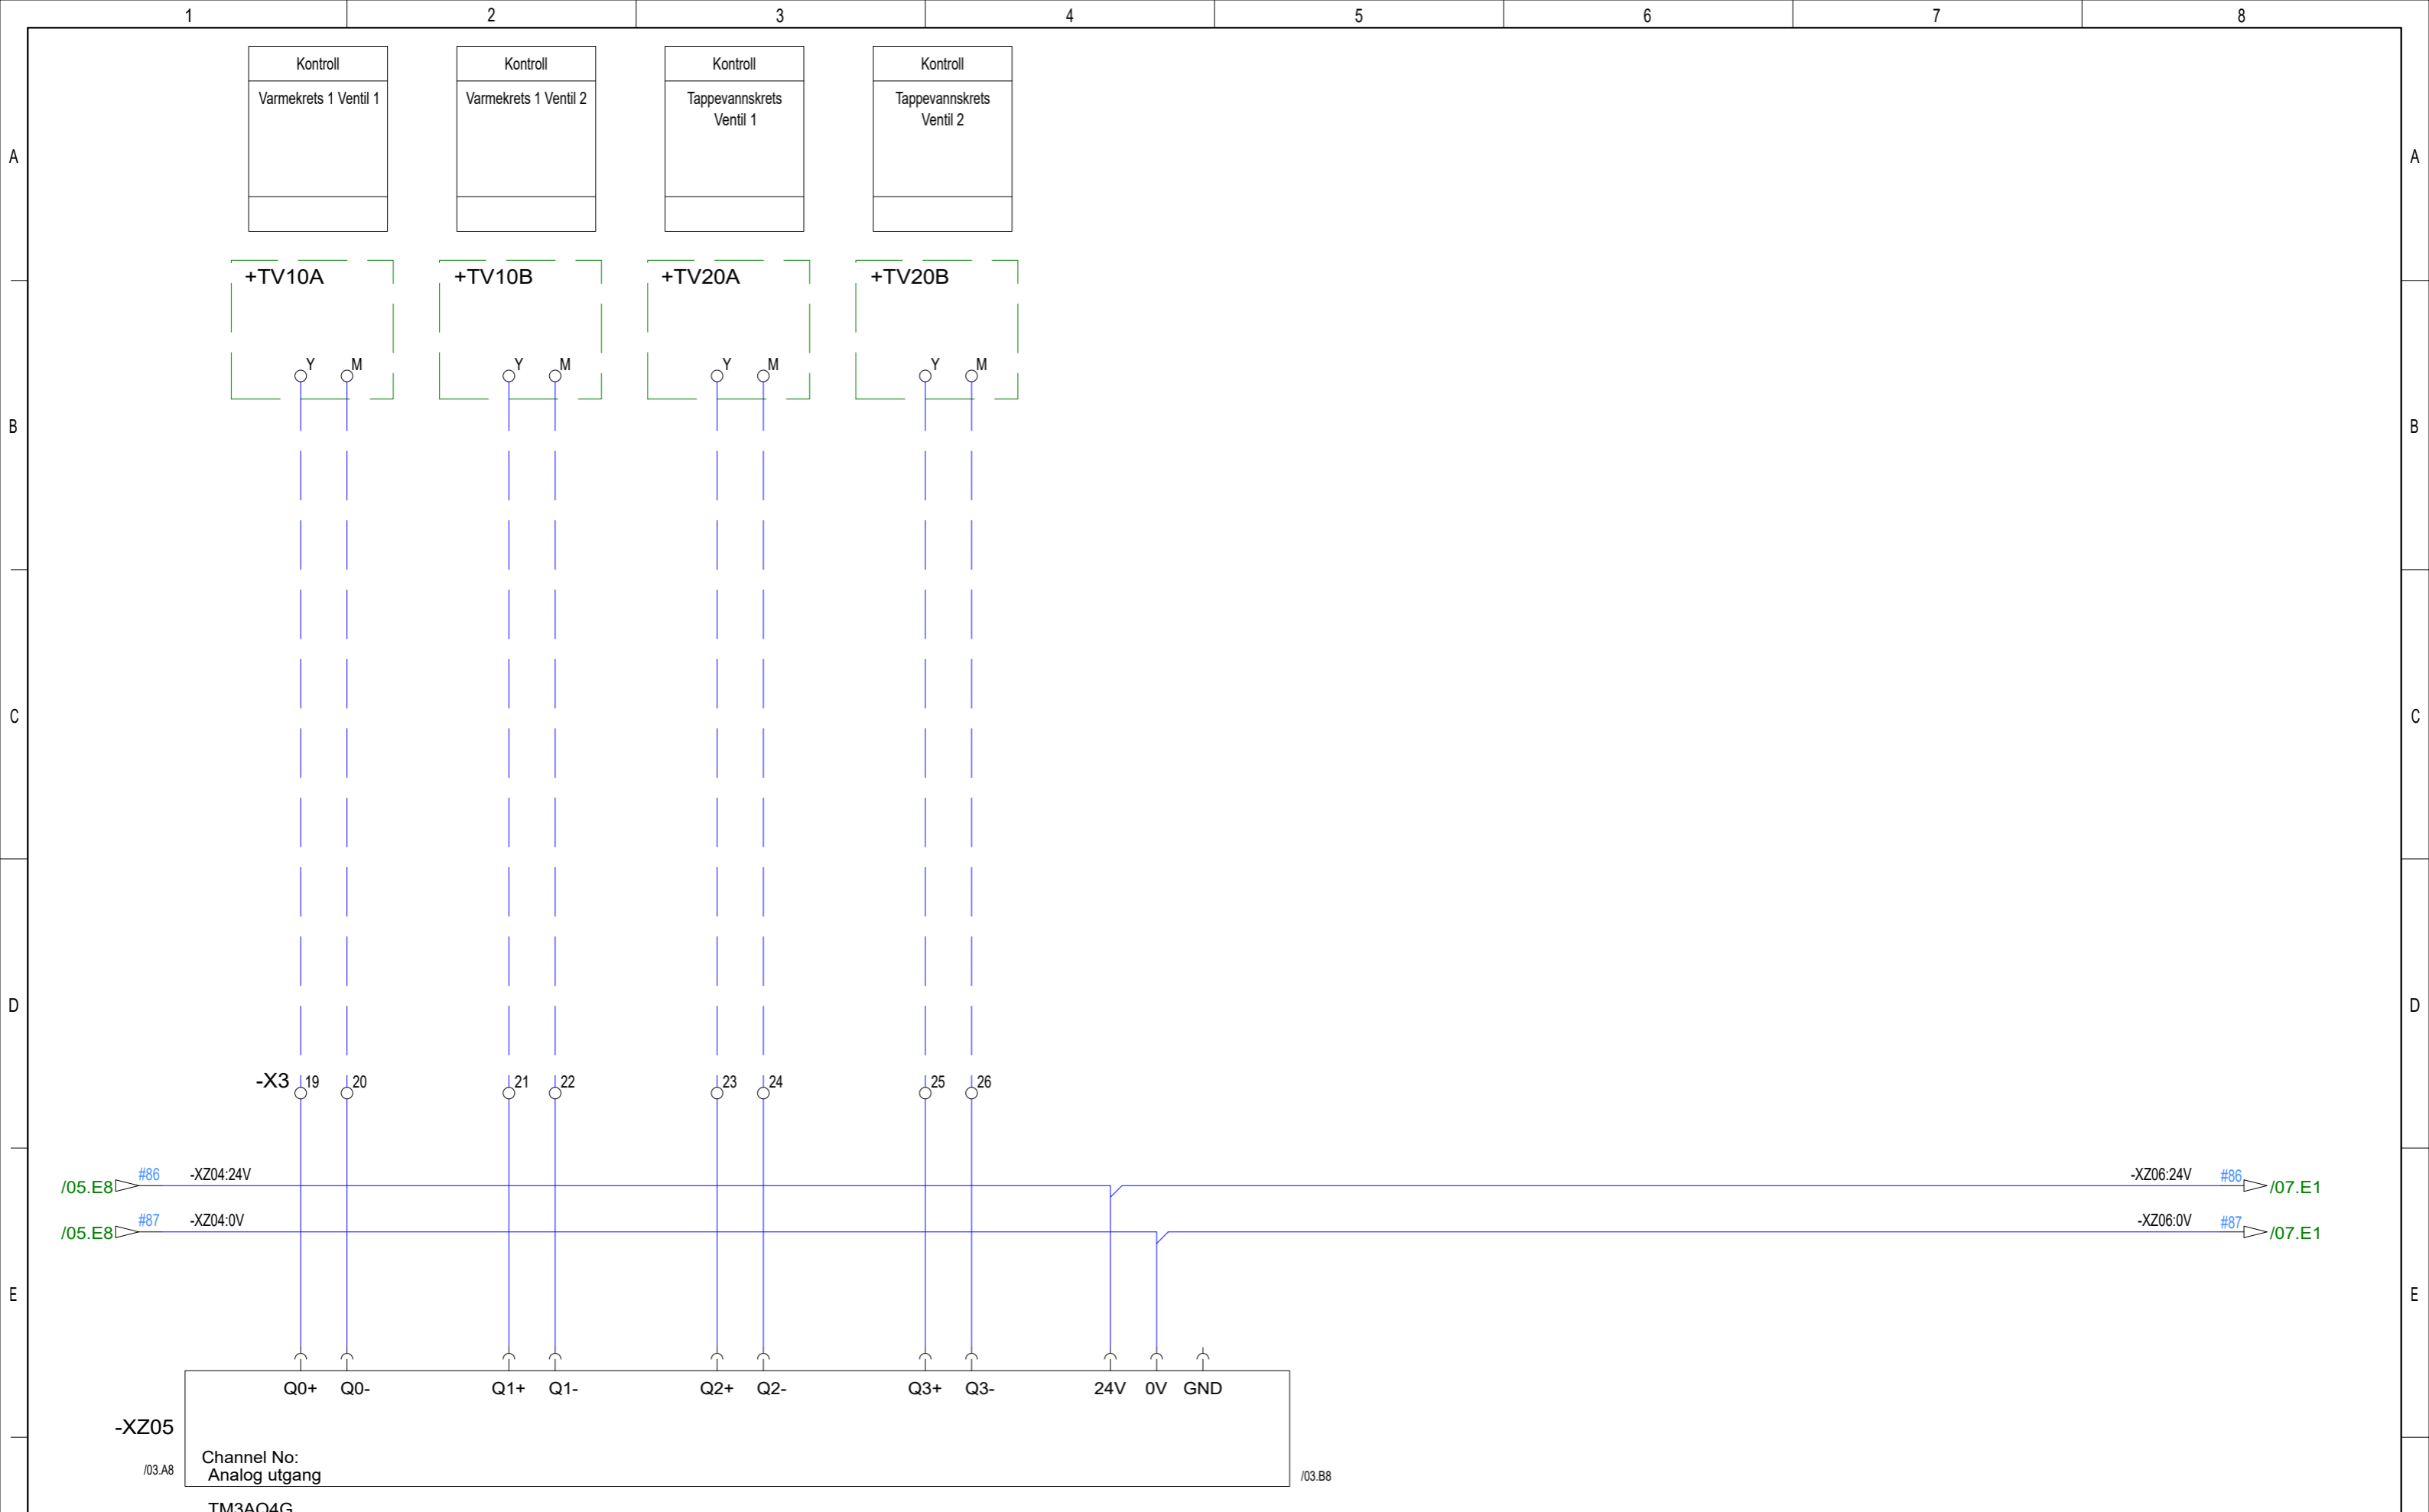 1 2 3 4 5 6 7 8
Kontroll Kontroll Kontroll Kontroll
Varmekrets 1 Ventil 1 Varmekrets 1 Ventil 2 Tappevannskrets Tappevannskrets
Ventil 1 Ventil 2
A A
+TV10A +TV10B +TV20A +TV20B
Y M Y M Y M Y M
B B
C C
D D
-X3 19 20 21 22 23 24 25 26
#86 -XZ04:24V -XZ06:24V #86
/05.E8 /07.E1
#87 -XZ04:0V -XZ06:0V #87
/05.E8 /07.E1
E E
Q0+ Q0- Q1+ Q1- Q2+ Q2- Q3+ Q3- 24V 0V GND
-XZ05
Channel No:
/03.A8 Analog utgang /03.B8
TM3AQ4G